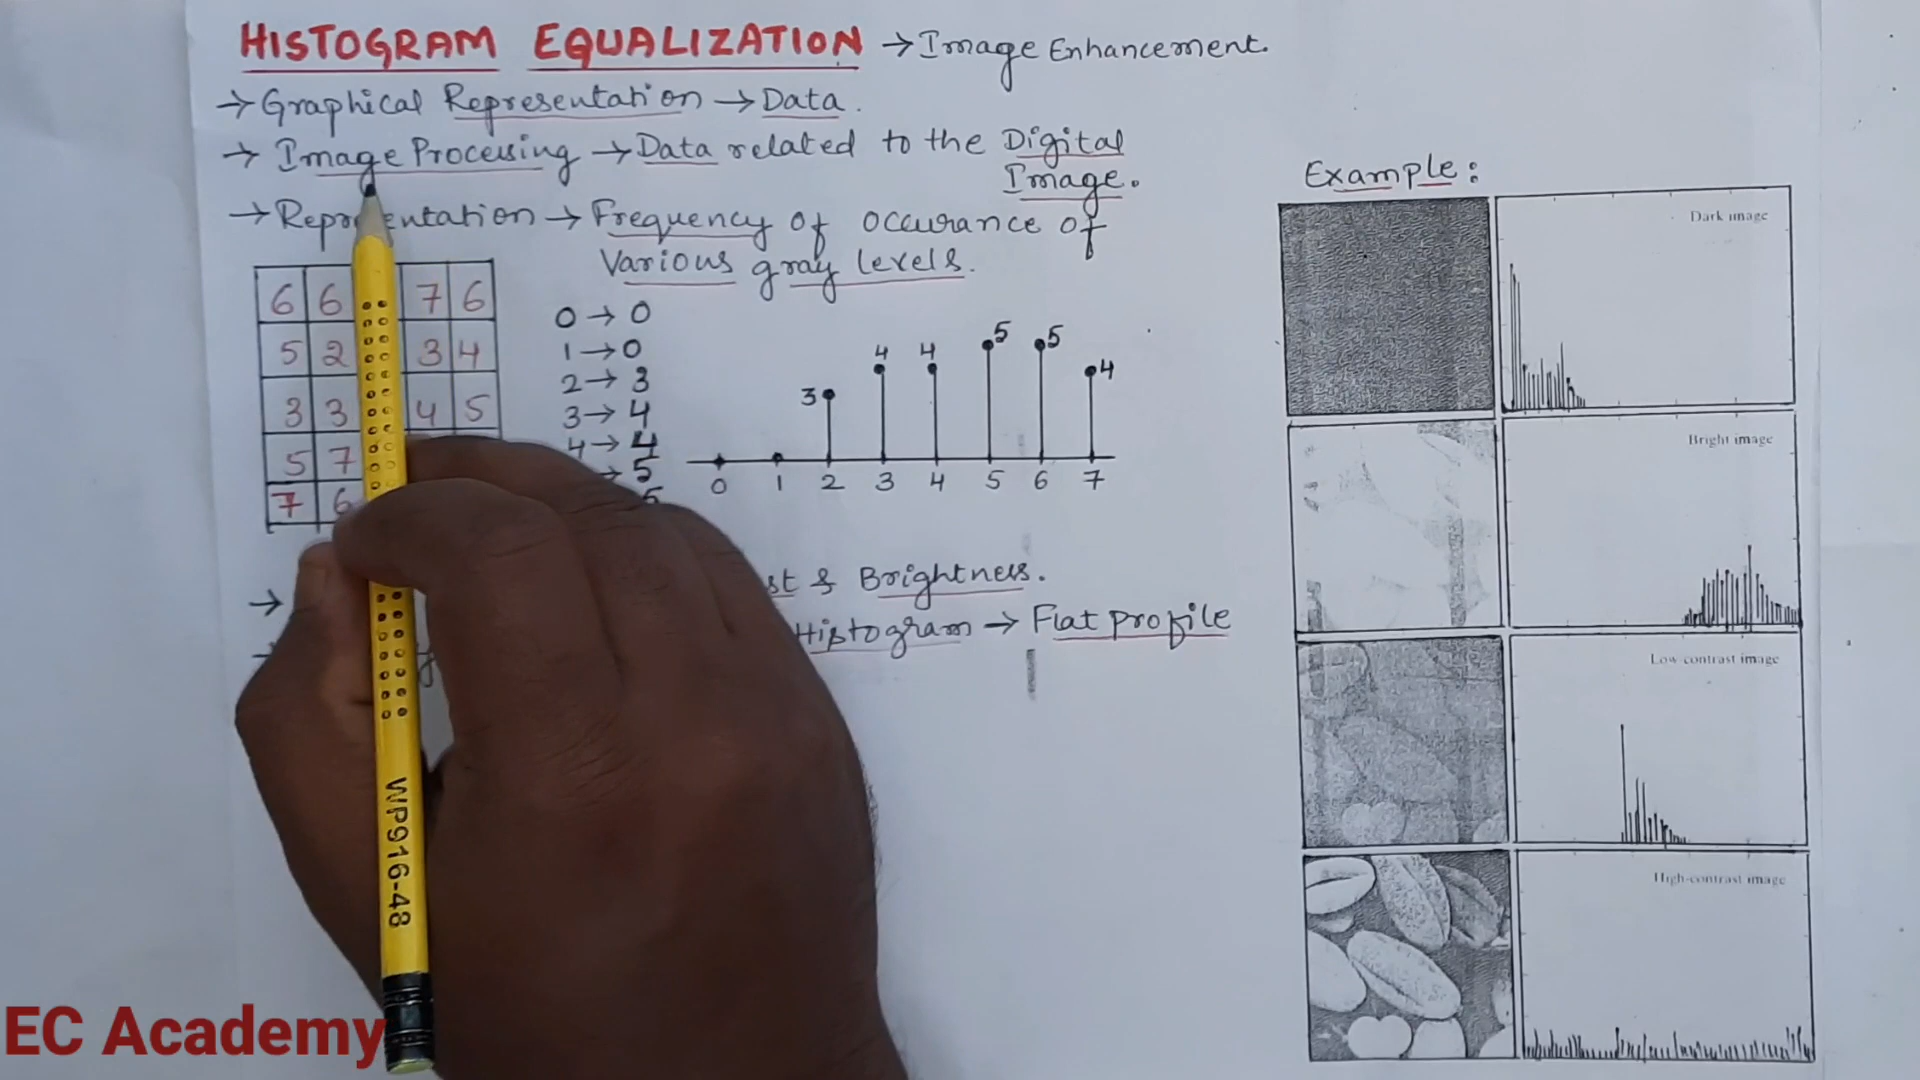 HISTOGRAM EQUALIZATION → Image Enhancement.
→ Graphical Representation → Data.
→ Image Processing → Data related to the Digital
Image.
→ Representation → Frequency of occurance of
Various gray levels.
6 6 7 6
5 2 3 4
3 3 4 5
5 7
7 6
0 → 0
1 → 0
2 → 3
3 → 4
4 → 4
→ 5
5
3 4 4 5 5 4
0 1 2 3 4 5 6 7
→ & Brightness.
Histogram → Flat profile
Example:
Dark image
Bright image
Low-contrast image
High-contrast image
WP916-48
EC Academy